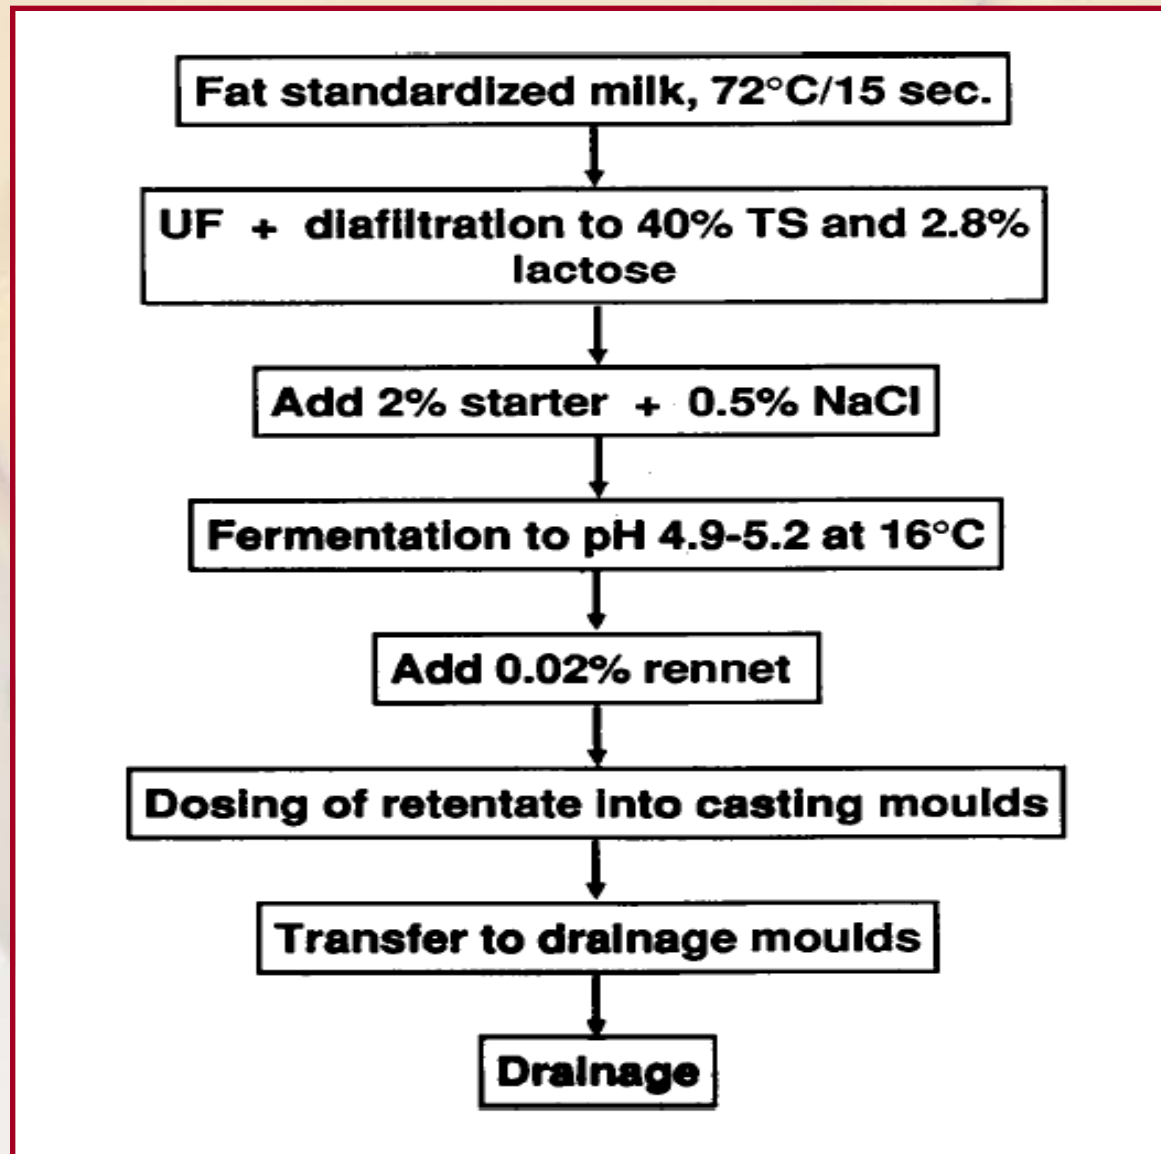 Fat standardized milk, 72°C/15 sec.
UF + diafiltration to 40% TS and 2.8%
lactose
Add 2% starter + 0.5% NaCl
Fermentation to pH 4.9-5.2 at 16°C
Add 0.02% rennet
Dosing of retentate into casting moulds
Transfer to drainage moulds
Drainage